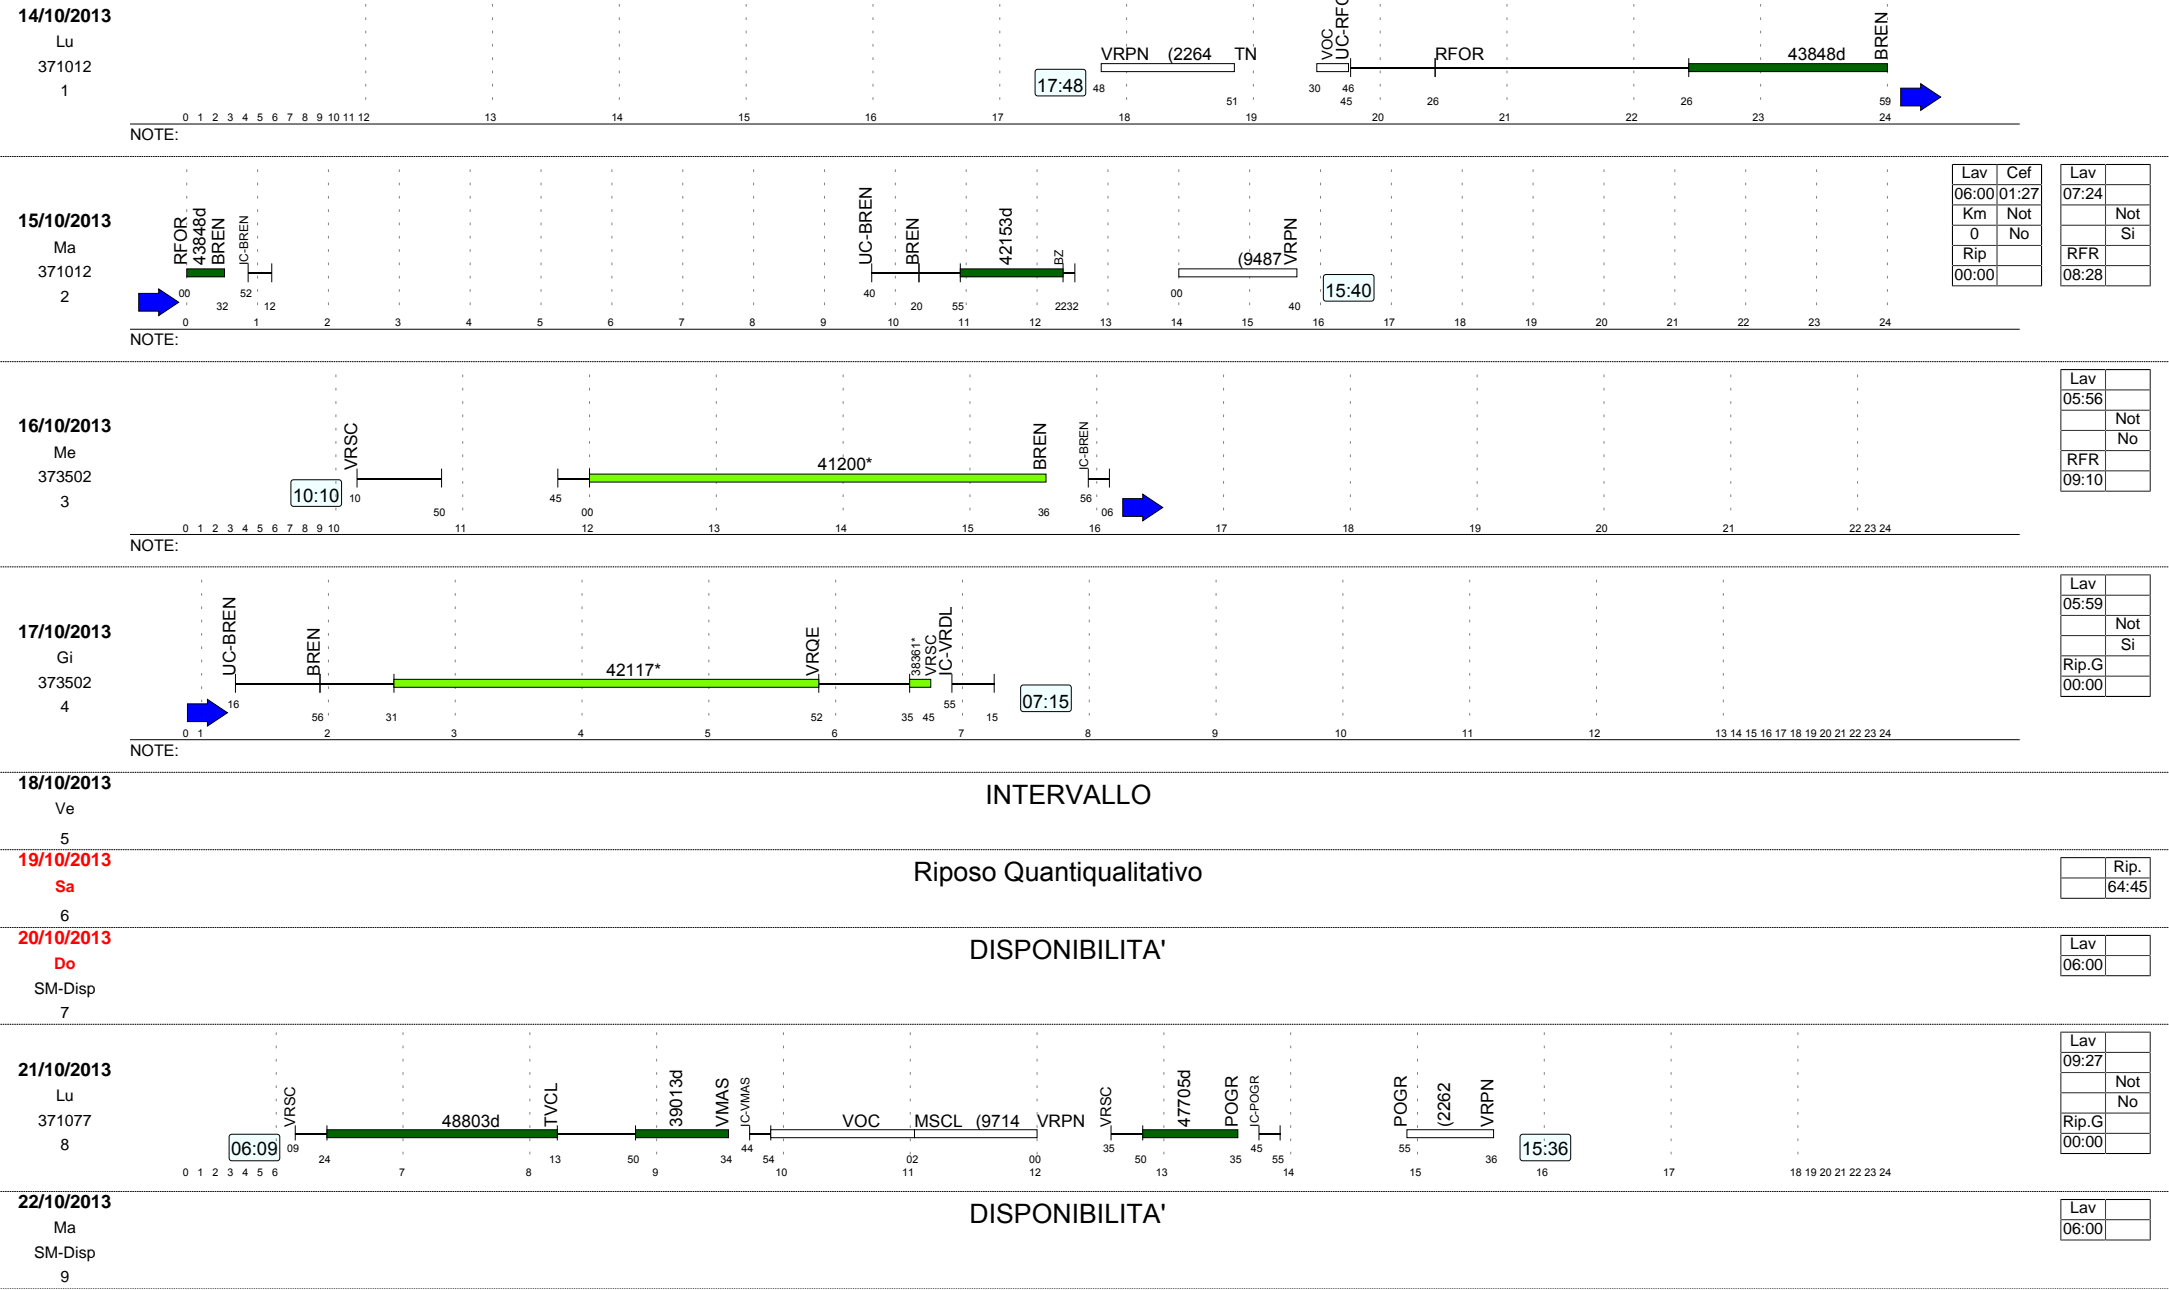 14/10/2013
Lu
371012
1
17:48
VRPN (2264 TN
VOC
UC-RFO
RFOR
43848d
BREN
48 51 30 46 45 26 26 59
0 1 2 3 4 5 6 7 8 9 10 11 12 13 14 15 16 17 18 19 20 21 22 23 24
NOTE:
15/10/2013
Ma
371012
2
RFOR
43848d
BREN
IC-BREN
UC-BREN
BREN
42153d
BZ
(9487
VRPN
15:40
00 32 52 12 40 20 55 2232 00 40
0 1 2 3 4 5 6 7 8 9 10 11 12 13 14 15 16 17 18 19 20 21 22 23 24
Lav Cef
06:00 01:27
Km Not
0 No
Rip
00:00
Lav
07:24
Not
Si
RFR
08:28
NOTE:
16/10/2013
Me
373502
3
10:10
VRSC
41200*
BREN
IC-BREN
10 50 45 00 36 56 06
0 1 2 3 4 5 6 7 8 9 10 11 12 13 14 15 16 17 18 19 20 21 22 23 24
Lav
05:56
Not
No
RFR
09:10
NOTE:
17/10/2013
Gi
373502
4
UC-BREN
BREN
42117*
VRQE
38361*
VRSC
IC-VRDL
07:15
16 56 31 52 35 45 55 15
0 1 2 3 4 5 6 7 8 9 10 11 12 13 14 15 16 17 18 19 20 21 22 23 24
Lav
05:59
Not
Si
Rip.G
00:00
NOTE:
18/10/2013
Ve
5
INTERVALLO
19/10/2013
Sa
6
Riposo Quantiqualitativo
Rip.
64:45
20/10/2013
Do
SM-Disp
7
DISPONIBILITA'
Lav
06:00
21/10/2013
Lu
371077
8
06:09
VRSC
48803d
TVCL
39013d
VMAS
IC-VMAS
VOC MSCL (9714 VRPN
VRSC
47705d
POGR
IC-POGR
POGR
(2262
VRPN
15:36
09 24 13 50 34 44 54 02 00 35 50 35 45 55 55 36
0 1 2 3 4 5 6 7 8 9 10 11 12 13 14 15 16 17 18 19 20 21 22 23 24
Lav
09:27
Not
No
Rip.G
00:00
22/10/2013
Ma
SM-Disp
9
DISPONIBILITA'
Lav
06:00